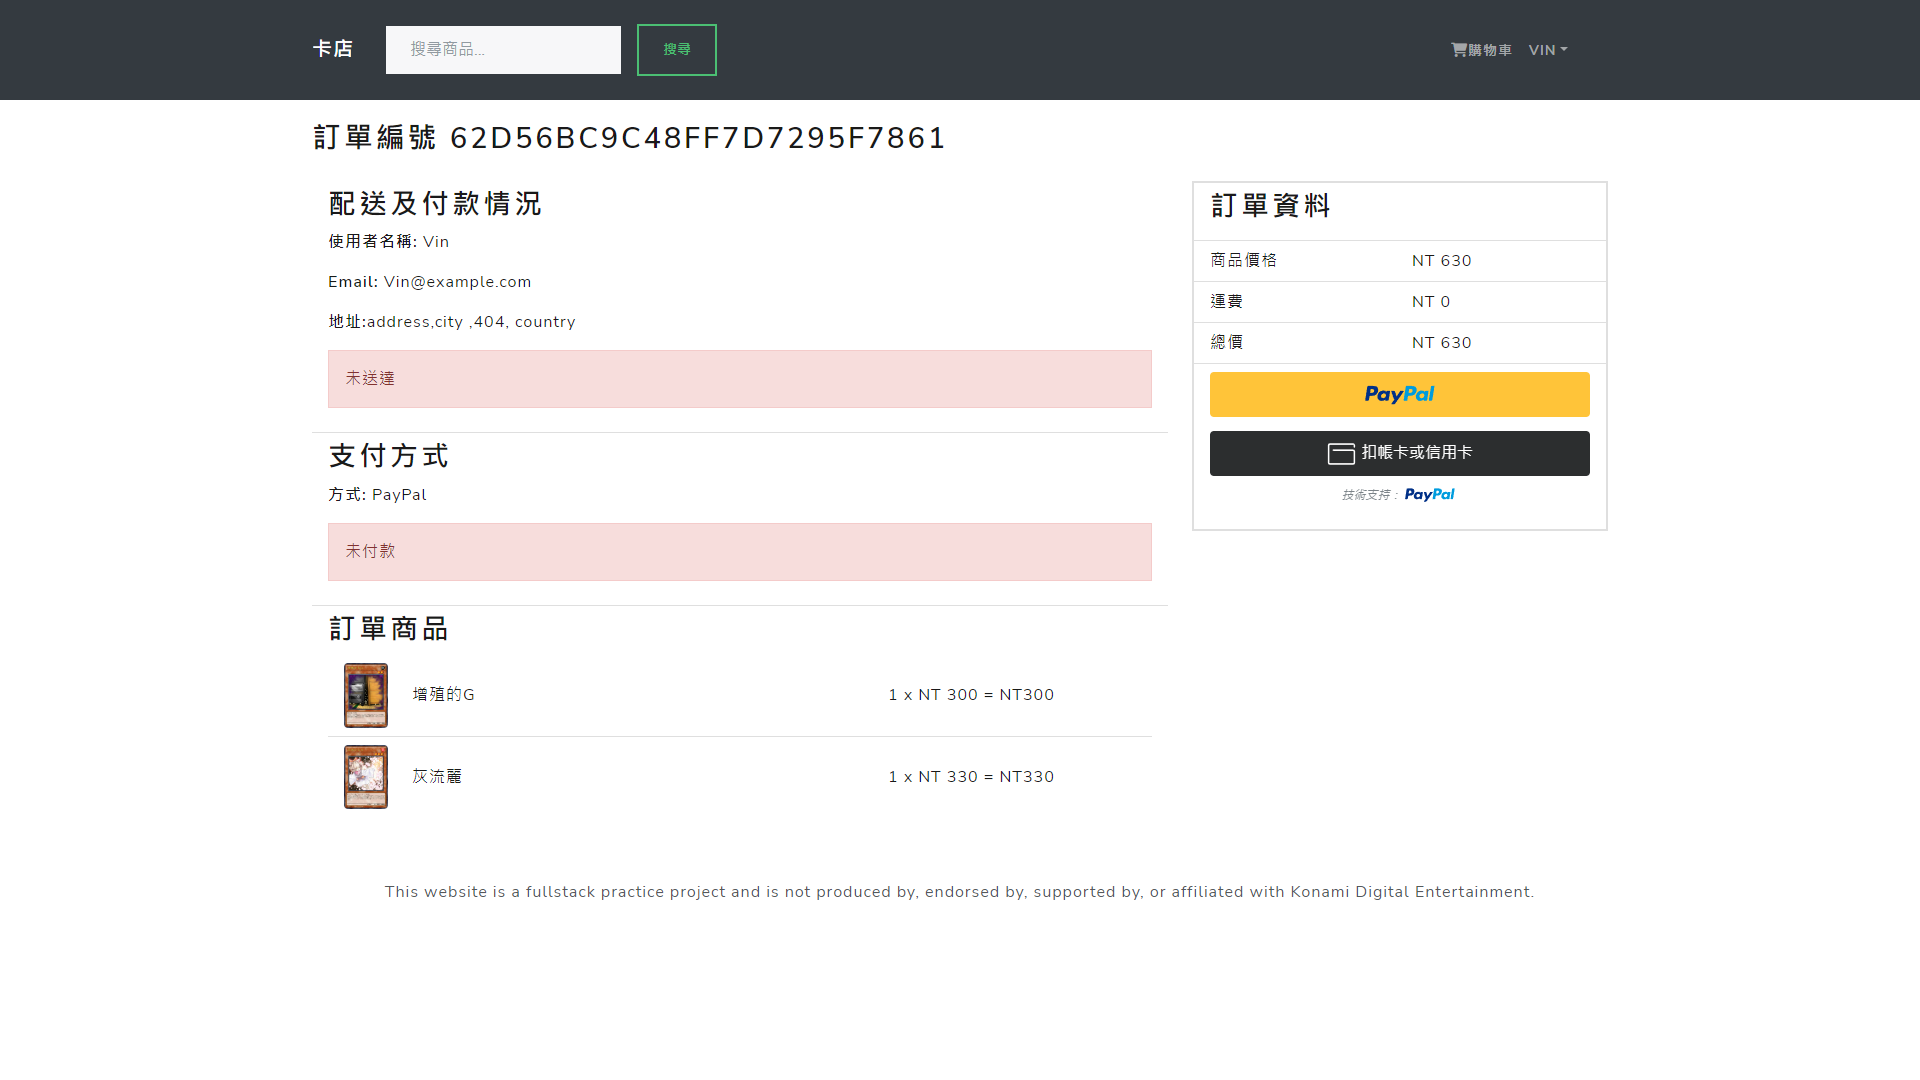 卡店
搜尋商品...
搜尋
購物車
VIN
訂單編號 62D56BC9C48FF7D7295F7861
配送及付款情況
使用者名稱: Vin
Email: Vin@example.com
地址:address,city ,404, country
未送達
支付方式
方式: PayPal
未付款
訂單商品
增殖的G 1 x NT 300 = NT300
灰流麗 1 x NT 330 = NT330
訂單資料
商品價格 NT 630
運費 NT 0
總價 NT 630
PayPal
扣帳卡或信用卡
技術支持： PayPal
This website is a fullstack practice project and is not produced by, endorsed by, supported by, or affiliated with Konami Digital Entertainment.